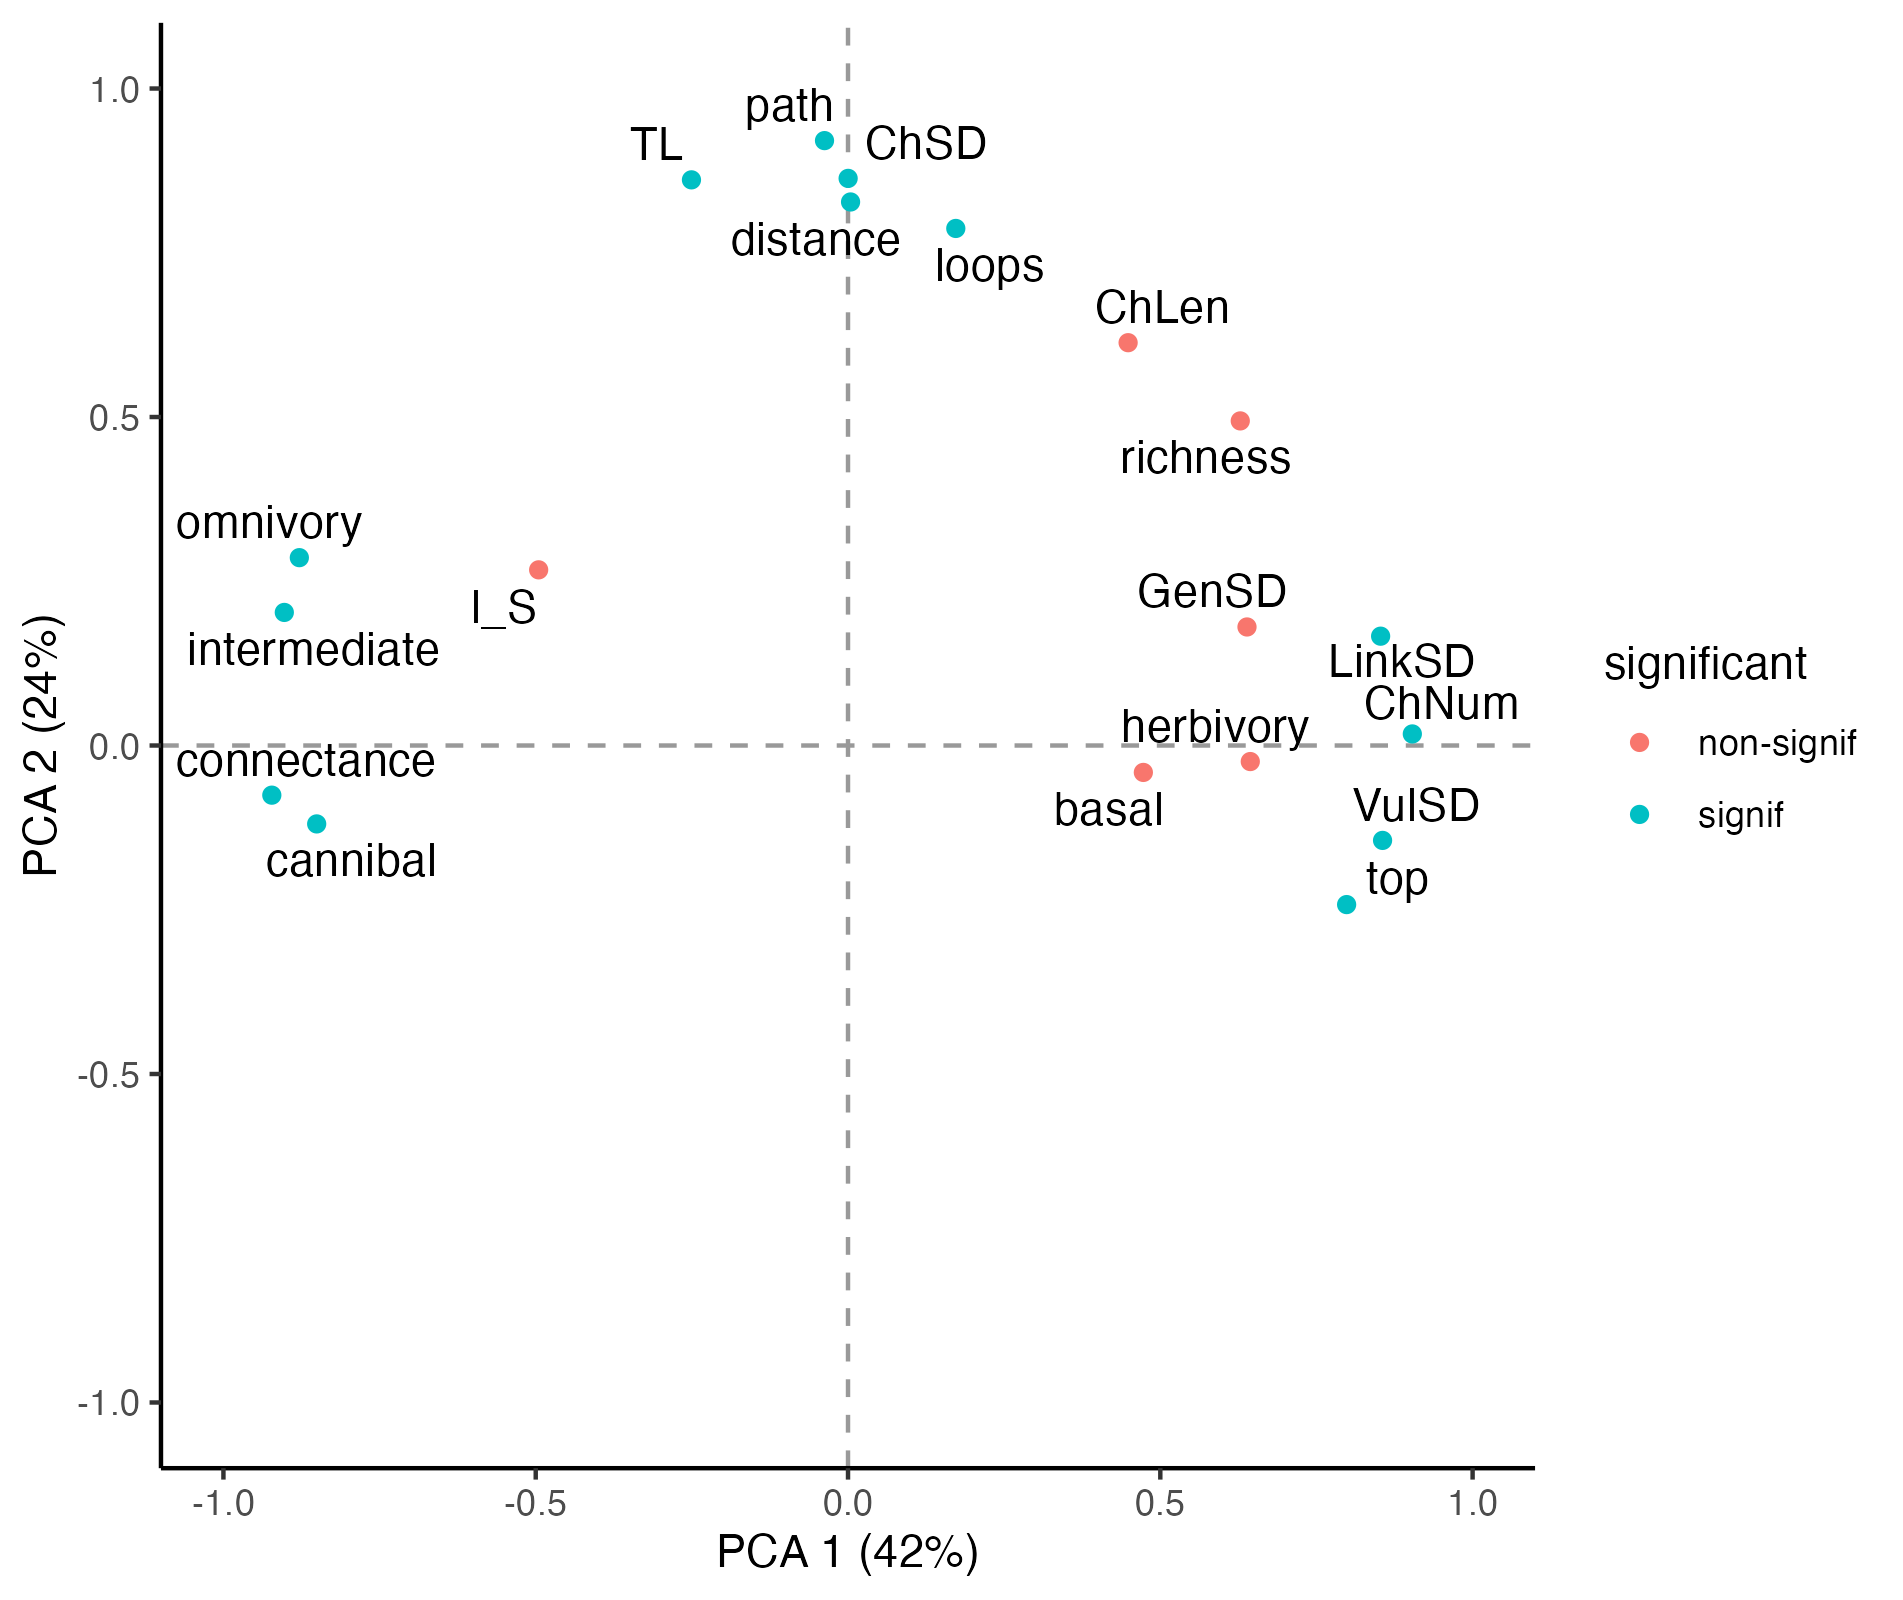 1.0
0.5
0.0
-0.5
-1.0
PCA 2 (24%)
path
TL
ChSD
distance
loops
ChLen
richness
omnivory
l_S
intermediate
GenSD
LinkSD
ChNum
herbivory
connectance
basal
VulSD
cannibal
top
significant
non-signif
signif
-1.0
-0.5
0.0
0.5
1.0
PCA 1 (42%)